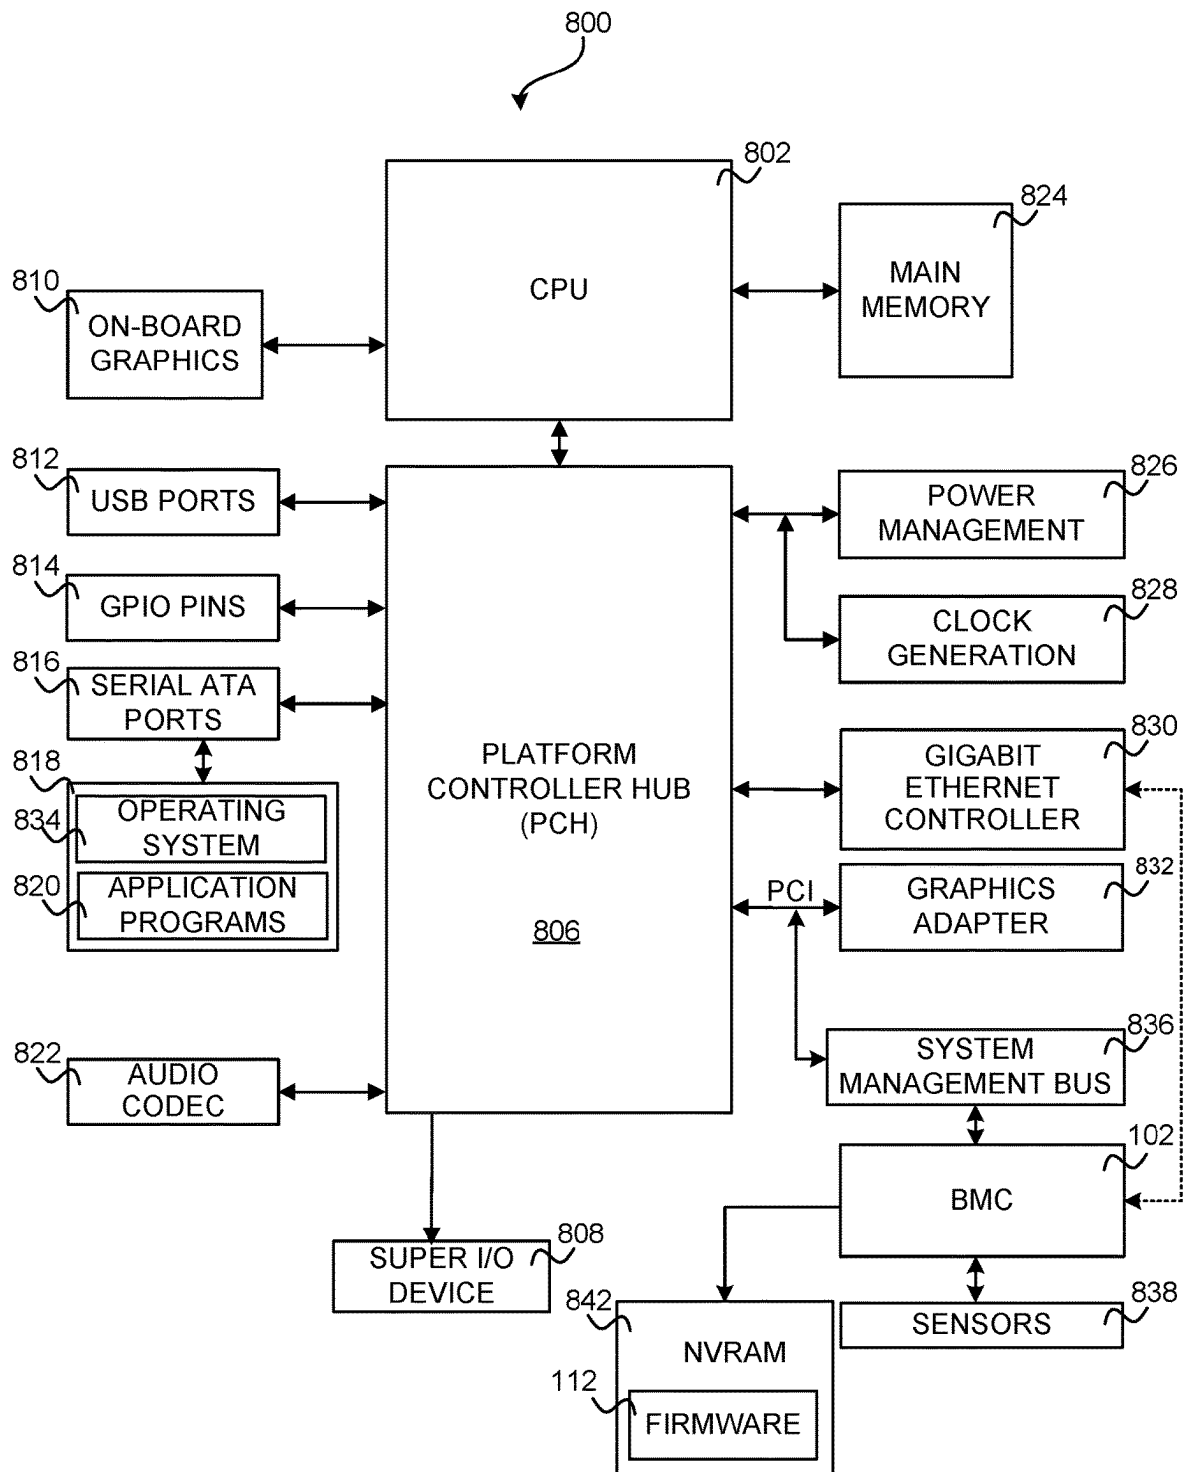 800
802
CPU
824
MAIN
MEMORY
810
ON-BOARD
GRAPHICS
812
USB PORTS
814
GPIO PINS
816
SERIAL ATA
PORTS
818
834
OPERATING
SYSTEM
820
APPLICATION
PROGRAMS
822
AUDIO
CODEC
PLATFORM
CONTROLLER HUB
(PCH)
806
826
POWER
MANAGEMENT
828
CLOCK
GENERATION
830
GIGABIT
ETHERNET
CONTROLLER
PCI
832
GRAPHICS
ADAPTER
836
SYSTEM
MANAGEMENT BUS
102
BMC
838
SENSORS
808
SUPER I/O
DEVICE
842
NVRAM
112
FIRMWARE